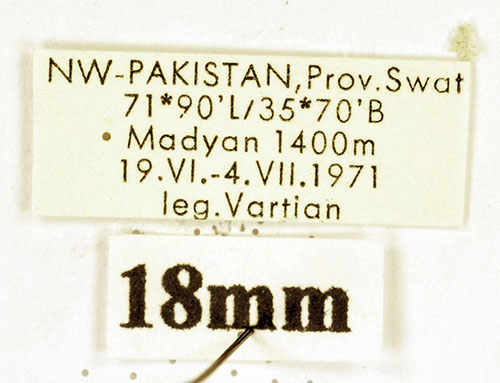 NW-PAKISTAN,Prov.Swat
71*90'L/35*70'B
• Madyan 1400m
19.VI.-4.VII.1971
leg.Vartian
18mm